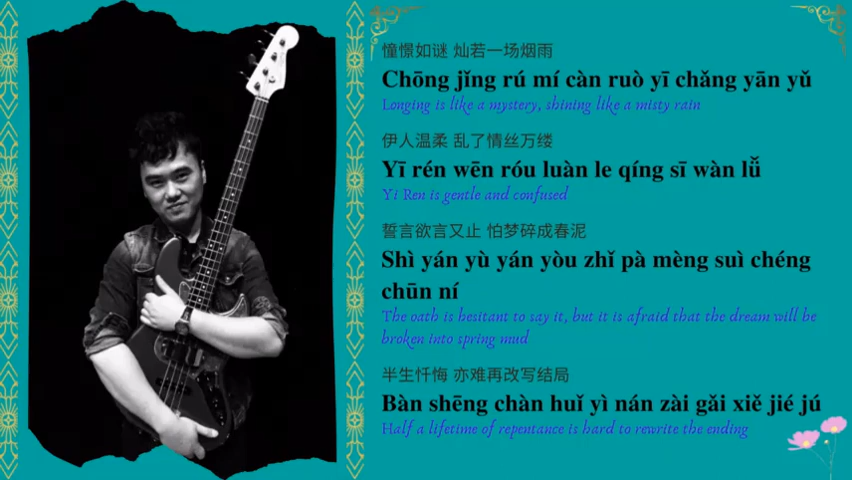 憧憬如谜 灿若一场烟雨
Chōng jǐng rú mí càn ruò yī chǎng yān yǔ
Longing is like a mystery, shining like a misty rain
伊人温柔 乱了情丝万缕
Yī rén wēn róu luàn le qíng sī wàn lǚ
Yi Ren is gentle and confused
誓言欲言又止 怕梦碎成春泥
Shì yán yù yán yòu zhǐ pà mèng suì chéng
chūn ní
The oath is hesitant to say it, but it is afraid that the dream will be
broken into spring mud
半生忏悔 亦难再改写结局
Bàn shēng chàn huǐ yì nán zài gǎi xiě jié jú
Half a lifetime of repentance is hard to rewrite the ending